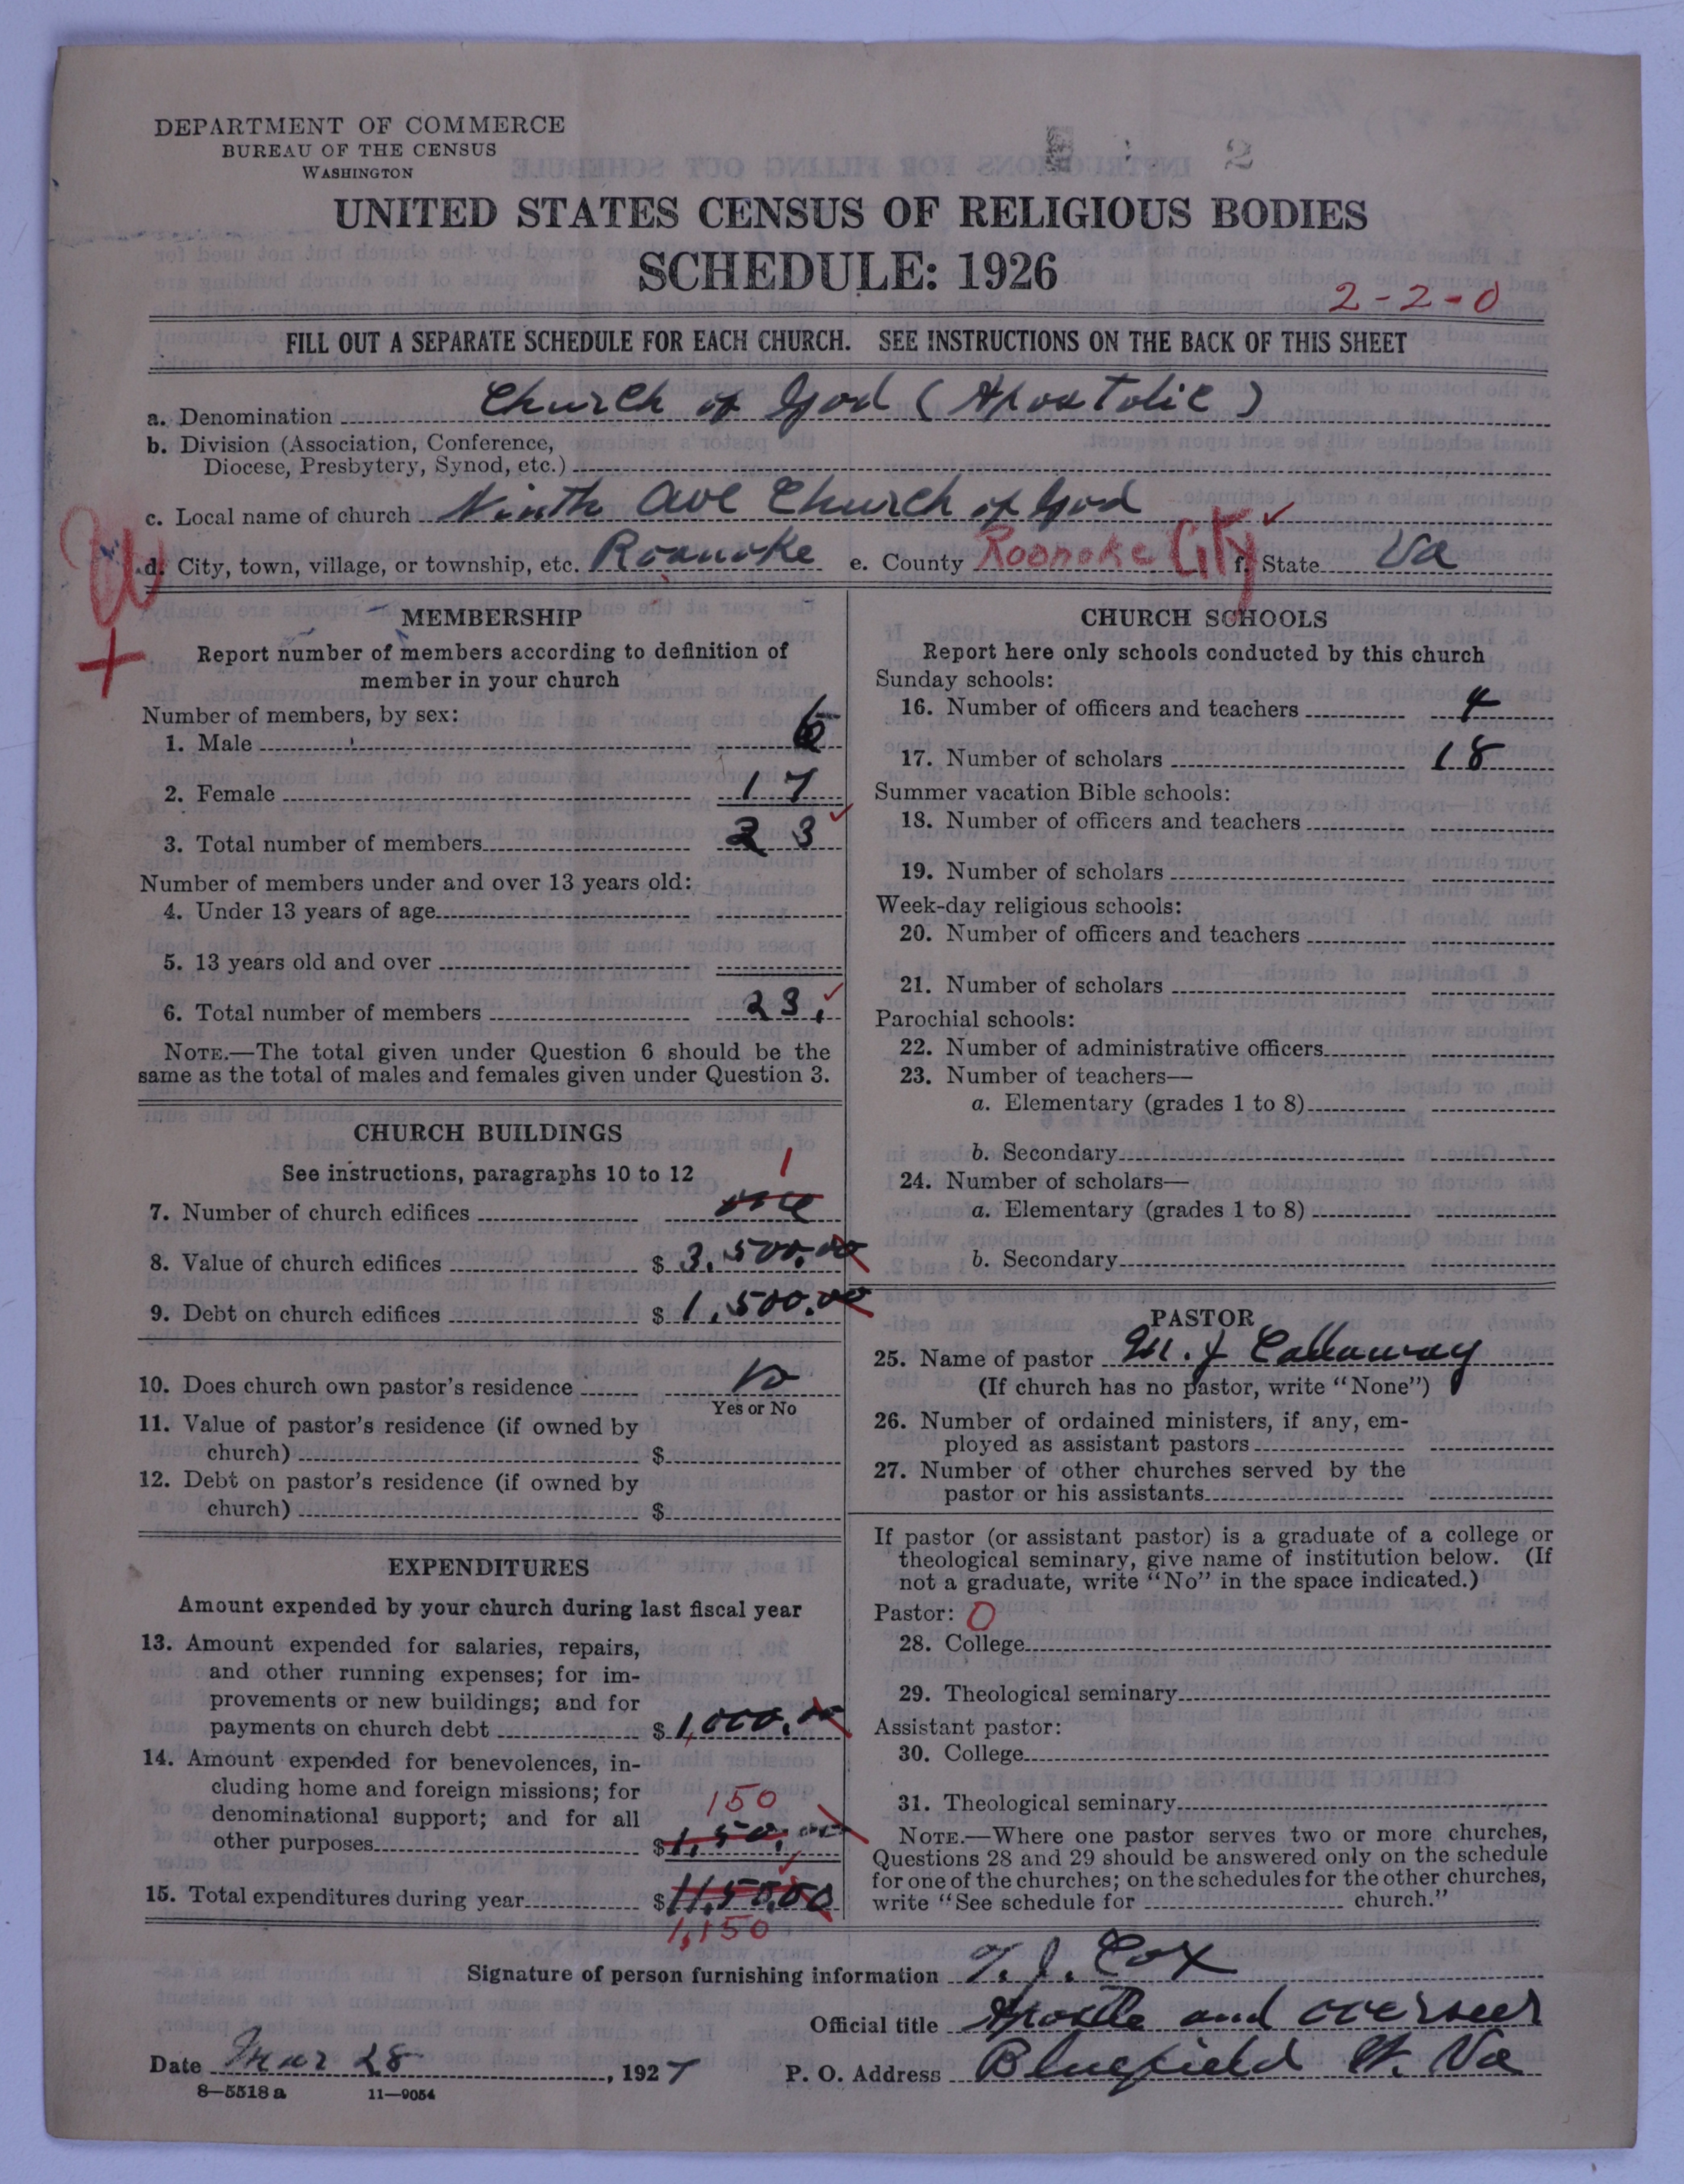 DEPARTMENT OF COMMERCE
BUREAU OF THE CENSUS
WASHINGTON
2
UNITED STATES CENSUS OF RELIGIOUS BODIES
SCHEDULE: 1926
2-2-0
FILL OUT A SEPARATE SCHEDULE FOR EACH CHURCH. SEE INSTRUCTIONS ON THE BACK OF THIS SHEET
a. Denomination Church of God (Apostolic)
b. Division (Association, Conference,
Diocese, Presbytery, Synod, etc.)
c. Local name of church Ninth Ave Church of God
d. City, town, village, or township, etc. Roanoke e. County Roanoke City f. State Va
MEMBERSHIP
Report number of members according to definition of
member in your church
Number of members, by sex:
1. Male 6
2. Female 17
3. Total number of members 23
Number of members under and over 13 years old:
4. Under 13 years of age
5. 13 years old and over
6. Total number of members 23.
NOTE.—The total given under Question 6 should be the
same as the total of males and females given under Question 3.
CHURCH BUILDINGS
See instructions, paragraphs 10 to 12
1
7. Number of church edifices one
8. Value of church edifices $ 3,500.00
9. Debt on church edifices $ 1,500.00
10. Does church own pastor's residence no
Yes or No
11. Value of pastor's residence (if owned by
church) $
12. Debt on pastor's residence (if owned by
church) $
EXPENDITURES
Amount expended by your church during last fiscal year
13. Amount expended for salaries, repairs,
and other running expenses; for im-
provements or new buildings; and for
payments on church debt $ 1,000.00
14. Amount expended for benevolences, in-
cluding home and foreign missions; for
denominational support; and for all 150
other purposes $ 1,50.00
15. Total expenditures during year $ 11,50.00
1,150
CHURCH SCHOOLS
Report here only schools conducted by this church
Sunday schools:
16. Number of officers and teachers 4
17. Number of scholars 18
Summer vacation Bible schools:
18. Number of officers and teachers
19. Number of scholars
Week-day religious schools:
20. Number of officers and teachers
21. Number of scholars
Parochial schools:
22. Number of administrative officers
23. Number of teachers—
a. Elementary (grades 1 to 8)
b. Secondary
24. Number of scholars—
a. Elementary (grades 1 to 8)
b. Secondary
PASTOR
25. Name of pastor M. J Callaway
(If church has no pastor, write "None")
26. Number of ordained ministers, if any, em-
ployed as assistant pastors
27. Number of other churches served by the
pastor or his assistants
If pastor (or assistant pastor) is a graduate of a college or
theological seminary, give name of institution below. (If
not a graduate, write "No" in the space indicated.)
Pastor: 0
28. College
29. Theological seminary
Assistant pastor:
30. College
31. Theological seminary
NOTE.—Where one pastor serves two or more churches,
Questions 28 and 29 should be answered only on the schedule
for one of the churches; on the schedules for the other churches,
write "See schedule for church."
Signature of person furnishing information T. J. Cox
Official title Apostle and overseer
Date Mar 28, 1927 P. O. Address Bluefield W. Va
8—5518a 11—9054